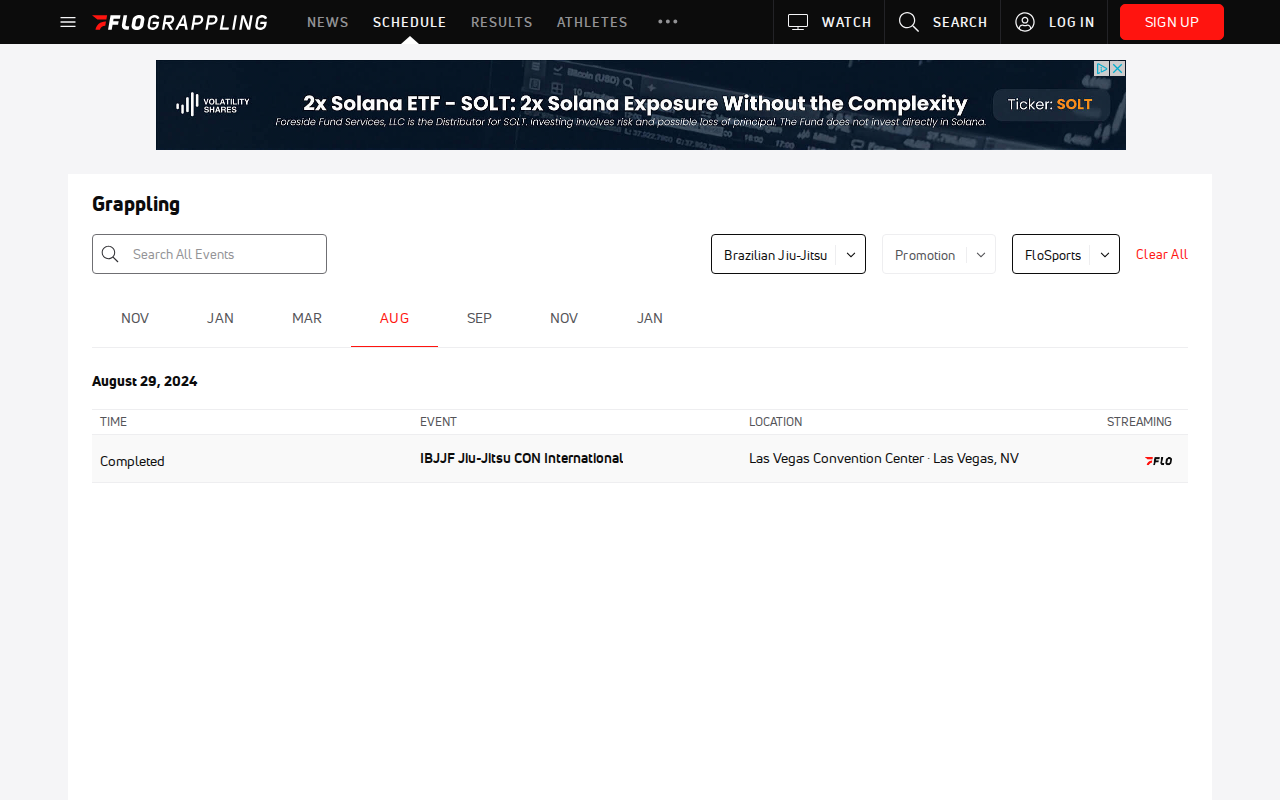 FLOGRAPPLING NEWS SCHEDULE RESULTS ATHLETES WATCH SEARCH LOG IN SIGN UP
VOLATILITY SHARES
2x Solana ETF – SOLT: 2x Solana Exposure Without the Complexity
Foreside Fund Services, LLC is the Distributor for SOLT. Investing involves risk and possible loss of principal. The Fund does not invest directly in Solana.
Ticker: SOLT
Grappling
Search All Events
Brazilian Jiu-Jitsu Promotion FloSports Clear All
NOV JAN MAR AUG SEP NOV JAN
August 29, 2024
TIME EVENT LOCATION STREAMING
Completed IBJJF Jiu-Jitsu CON International Las Vegas Convention Center · Las Vegas, NV FLO